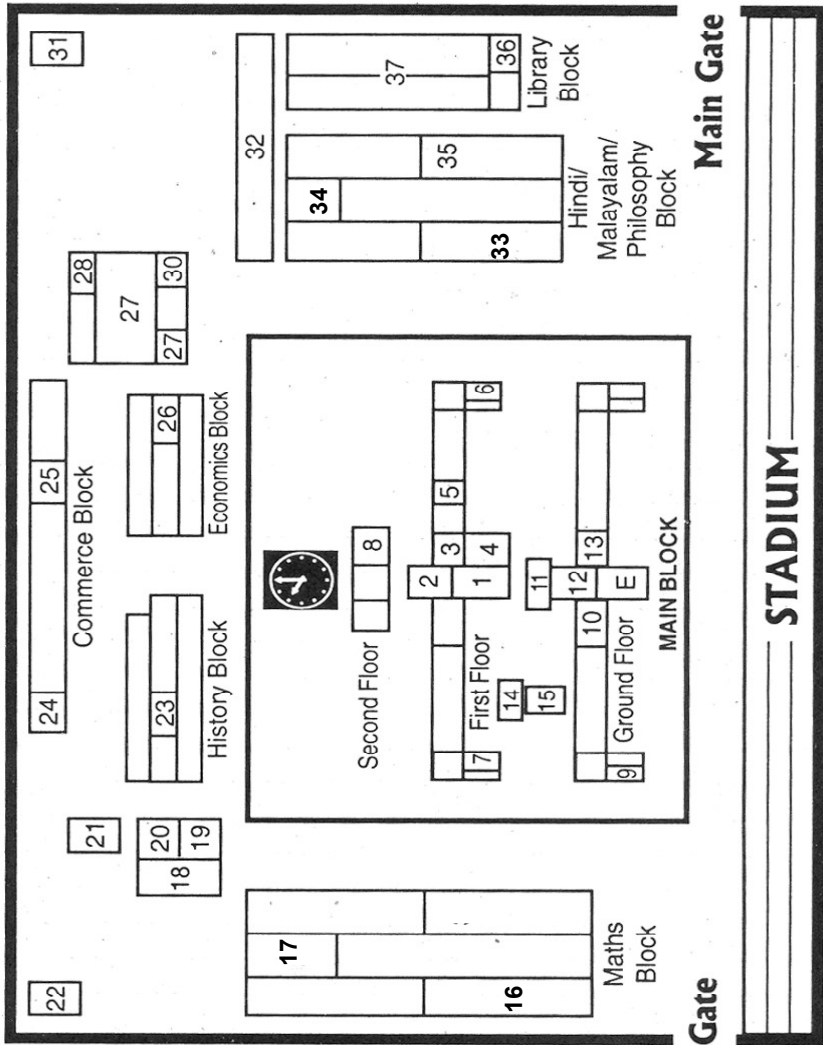 22
24
25
31
21
Commerce Block
28
27
20
23
26
27
30
18
19
History Block
Economics Block
32
17
34
37
35
33
36
Library
Block
Hindi/
Malayalam/
Philosophy
Block
16
Maths
Block
Second Floor
8
2
3
5
First Floor
7
1
4
6
14
15
11
10
12
13
Ground Floor
9
E
MAIN BLOCK
Gate
Main Gate
STADIUM